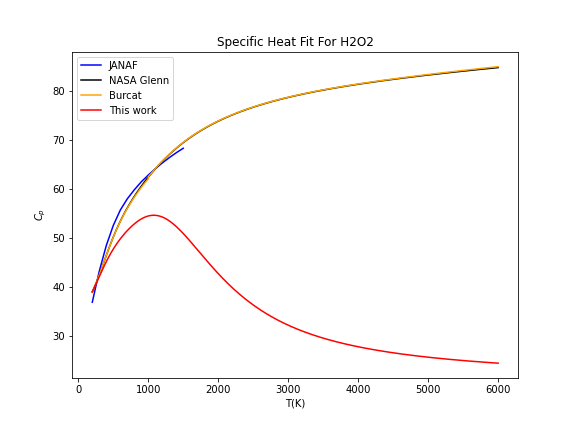 Specific Heat Fit For H2O2
JANAF
NASA Glenn
Burcat
This work
80
70
60
50
40
30
Cp
0 1000 2000 3000 4000 5000 6000
T(K)